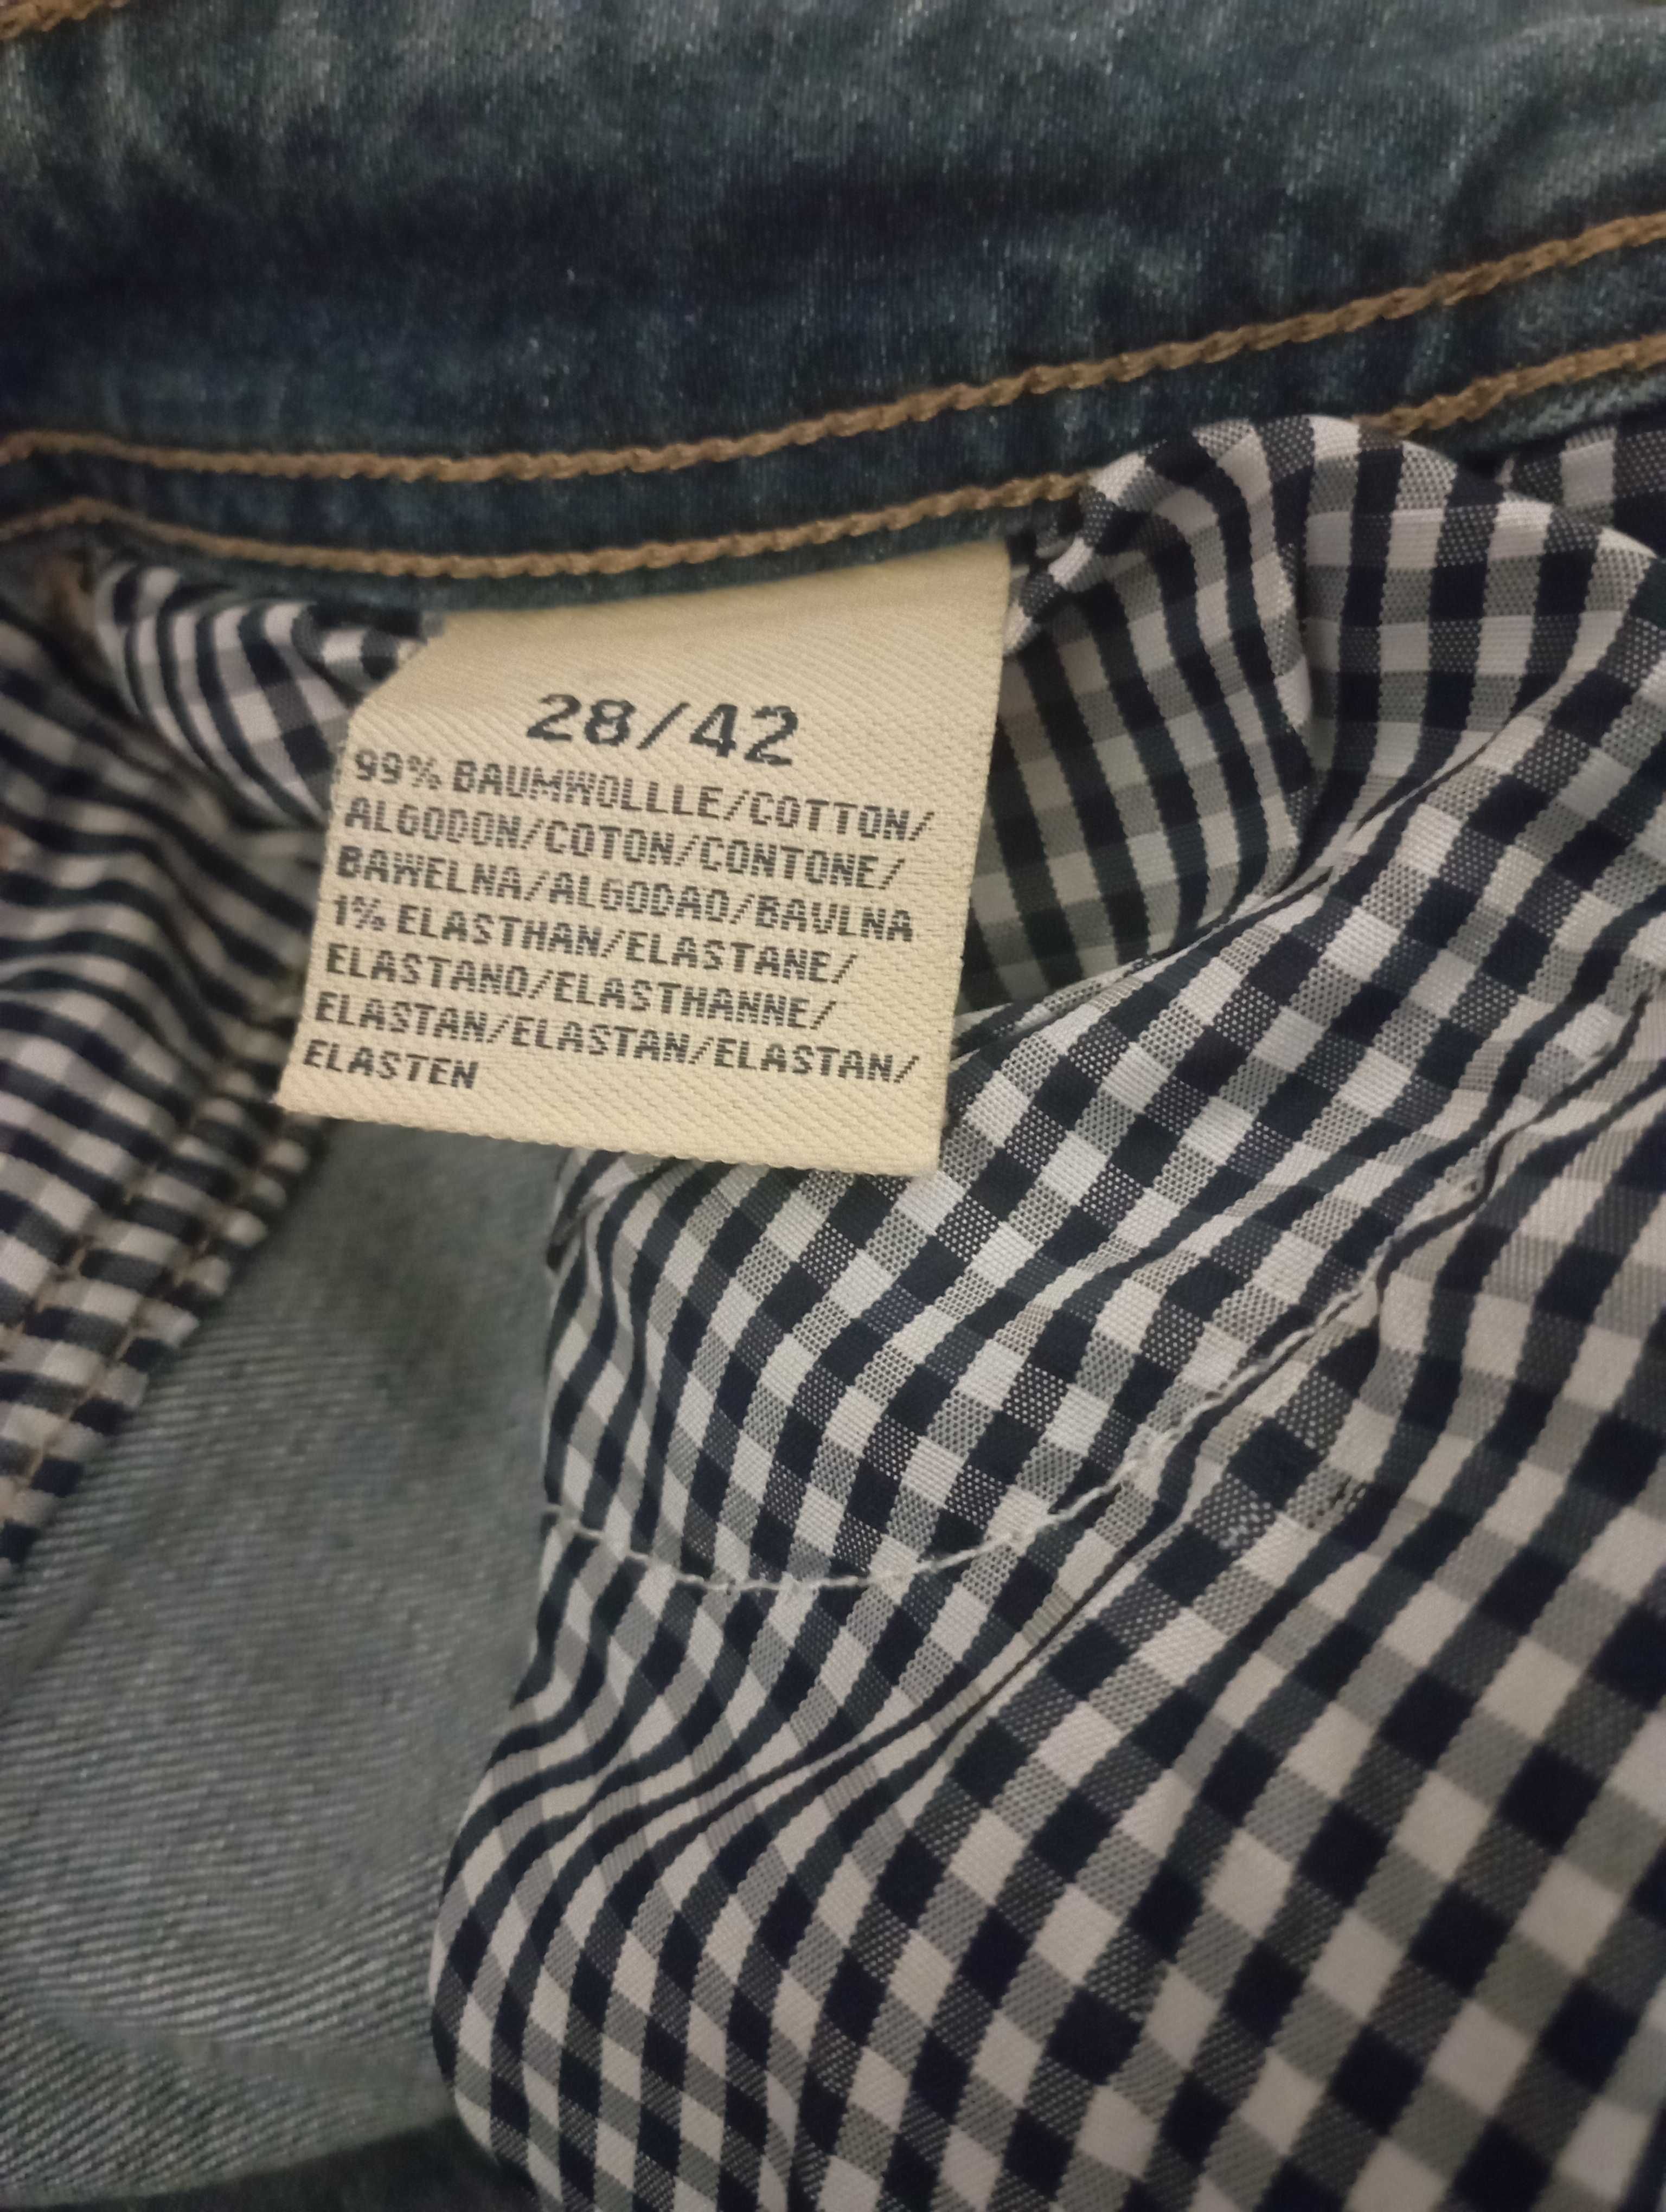 28/42
99% BAUMWOLLLE/COTTON/
ALGODON/COTON/CONTONE/
BAWELNA/ALGODAO/BAVLNA
1% ELASTHAN/ELASTANE/
ELASTANO/ELASTHANNE/
ELASTAN/ELASTAN/ELASTAN/
ELASTEN